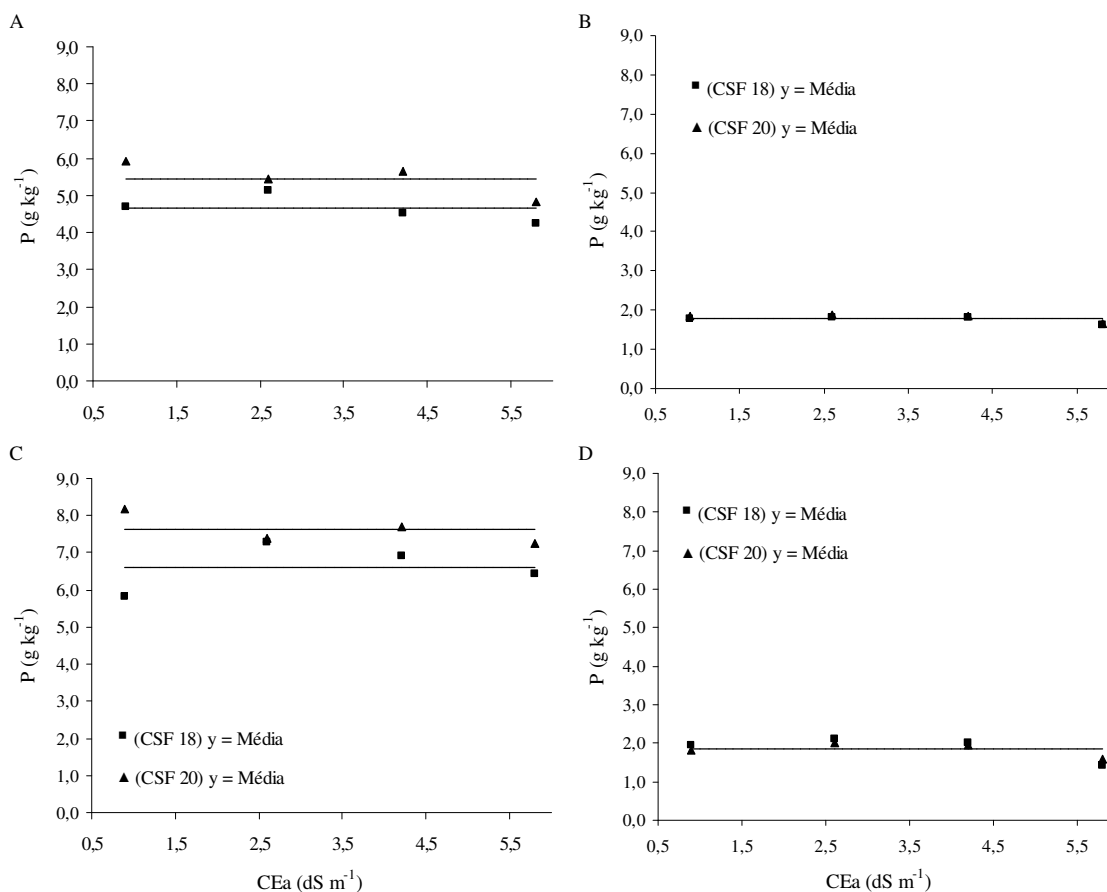 A
9,0
8,0
7,0
6,0
5,0
4,0
3,0
2,0
1,0
0,0
P (g kg⁻¹)
0,5 1,5 2,6 3,5 4,5 5,5
B
9,0
8,0
7,0
6,0
5,0
4,0
3,0
2,0
1,0
0,0
P (g kg⁻¹)
(CSF 18) y = Média
(CSF 20) y = Média
0,5 1,5 2,6 3,5 4,5 5,5
C
9,0
8,0
7,0
6,0
5,0
4,0
3,0
2,0
1,0
0,0
P (g kg⁻¹)
(CSF 18) y = Média
(CSF 20) y = Média
0,5 1,5 2,6 3,5 4,5 5,5
CEa (dS m⁻¹)
D
9,0
8,0
7,0
6,0
5,0
4,0
3,0
2,0
1,0
0,0
P (g kg⁻¹)
(CSF 18) y = Média
(CSF 20) y = Média
0,5 1,5 2,6 3,5 4,5 5,5
CEa (dS m⁻¹)